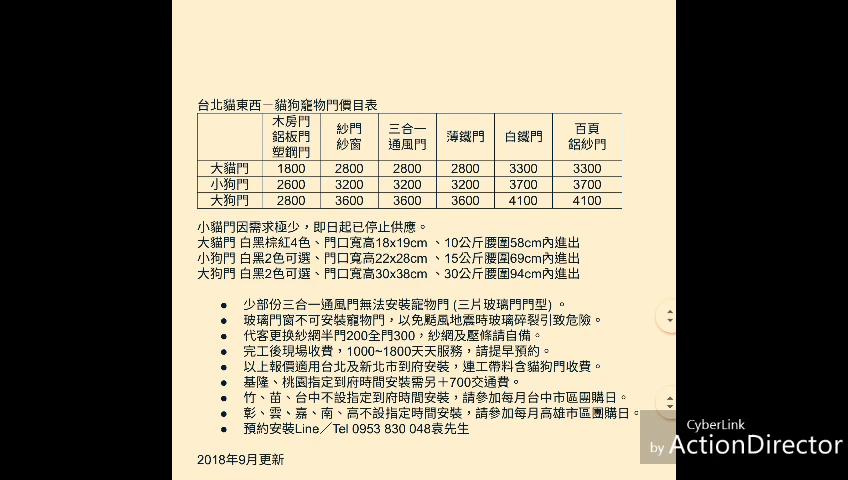 台北貓東西－貓狗寵物門價目表
木房門 鋁板門 塑鋼門 紗門 紗窗 三合一 通風門 薄鐵門 白鐵門 百頁 鋁紗門
大貓門 1800 2800 2800 2800 3300 3300
小狗門 2600 3200 3200 3200 3700 3700
大狗門 2800 3600 3600 3600 4100 4100
小貓門因需求極少，即日起已停止供應。
大貓門 白黑棕紅4色、門口寬高18x19cm 、10公斤腰圍58cm內進出
小狗門 白黑2色可選、門口寬高22x28cm 、15公斤腰圍69cm內進出
大狗門 白黑2色可選、門口寬高30x38cm 、30公斤腰圍94cm內進出
● 少部份三合一通風門無法安裝寵物門 (三片玻璃門門型) 。
● 玻璃門窗不可安裝寵物門，以免颱風地震時玻璃碎裂引致危險。
● 代客更換紗網半門200全門300，紗網及壓條請自備。
● 完工後現場收費，1000~1800天天服務，請提早預約。
● 以上報價適用台北及新北市到府安裝，連工帶料含貓狗門收費。
● 基隆、桃園指定到府時間安裝需另＋700交通費。
● 竹、苗、台中不設指定到府時間安裝，請參加每月台中市區團購日。
● 彰、雲、嘉、南、高不設指定時間安裝，請參加每月高雄市區團購日。
● 預約安裝Line／Tel 0953 830 048袁先生
2018年9月更新
CyberLink
by ActionDirector